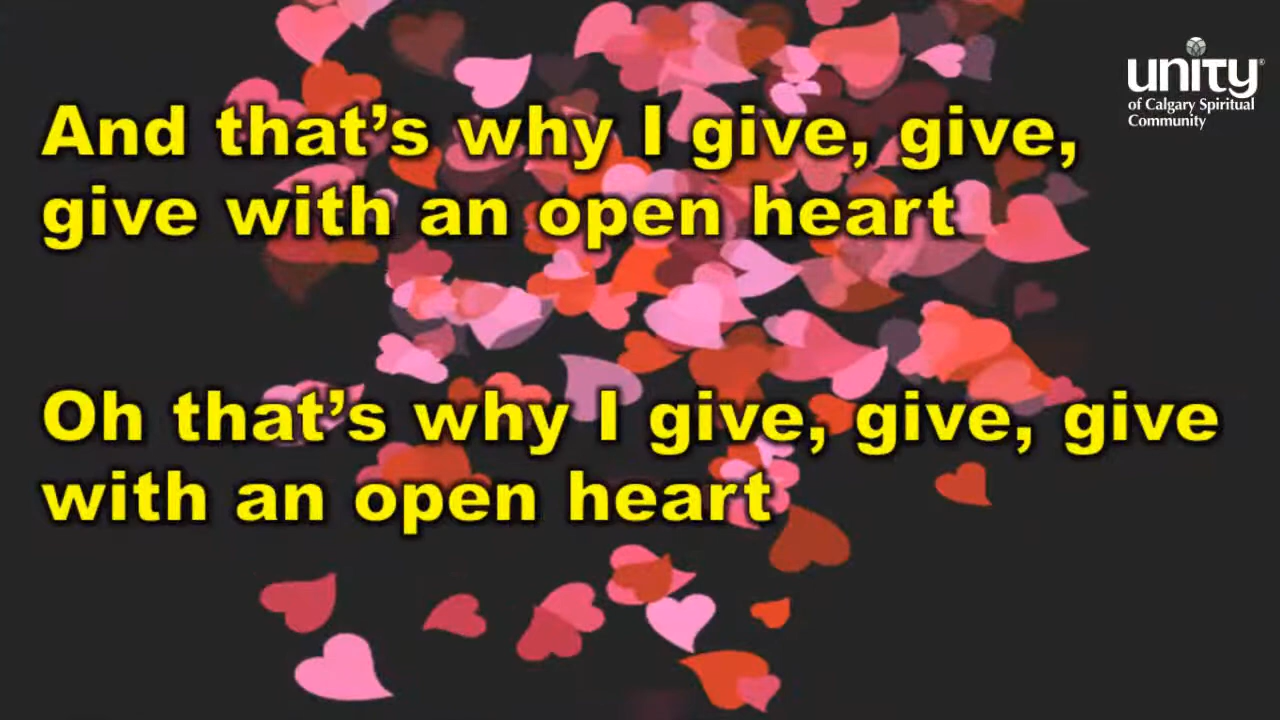 unity®
of Calgary Spiritual
Community
And that’s why I give, give,
give with an open heart
Oh that’s why I give, give, give
with an open heart